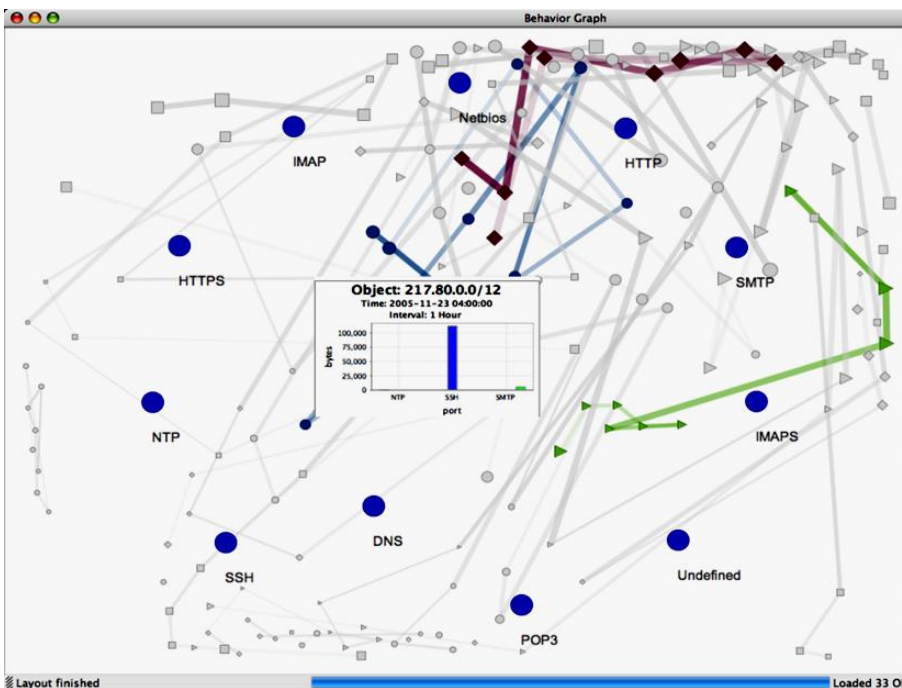 Behavior Graph
Netbios
IMAP
HTTP
HTTPS
SMTP
Object: 217.80.0.0/12
Time: 2005-11-23 04:00:00
Interval: 1 Hour
100,000
75,000
50,000
25,000
0
bytes
NTP SSH SMTP
port
NTP
IMAPS
DNS
SSH
Undefined
POP3
Layout finished
Loaded 33 O